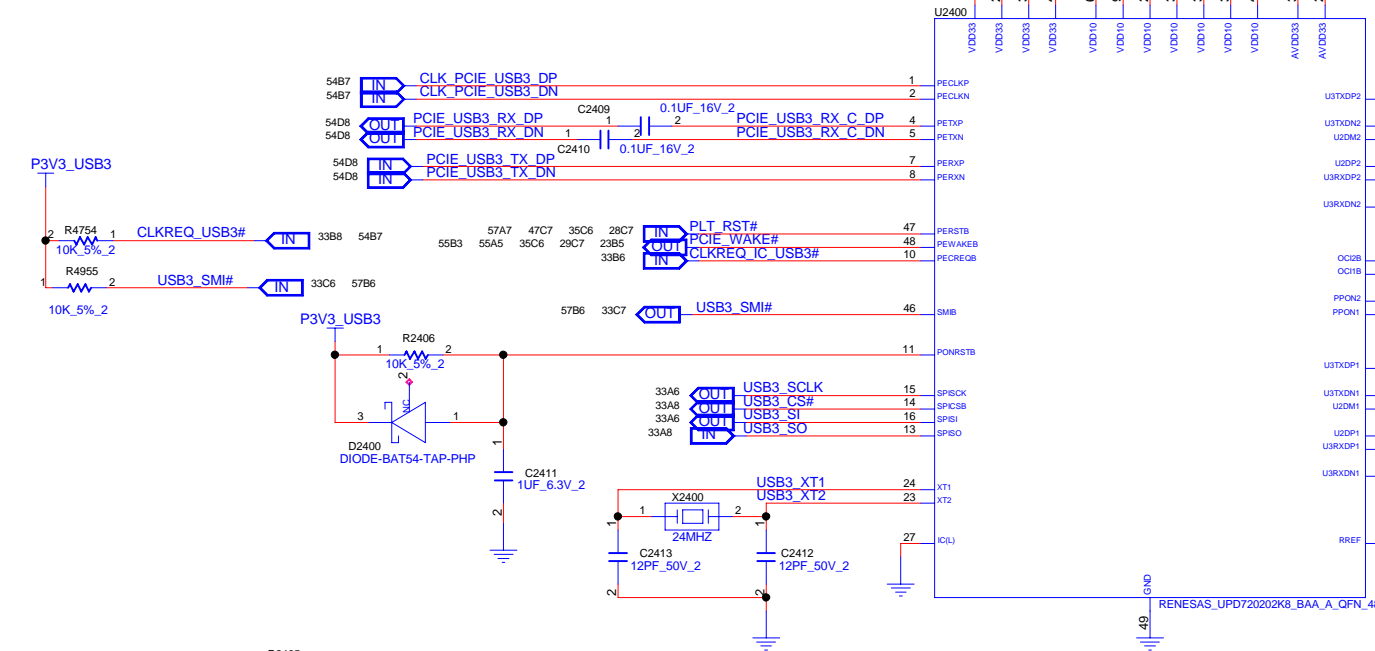 U2400
VDD33
VDD33
VDD33
VDD33
VDD10
VDD10
VDD10
VDD10
VDD10
VDD10
VDD10
AVDD33
AVDD33
54B7 IN CLK_PCIE_USB3_DP 1 PECLKP
54B7 IN CLK_PCIE_USB3_DN 2 PECLKN
U3TXDP2
C2409 0.1UF_16V_2
54D8 OUT PCIE_USB3_RX_DP 1 2 PCIE_USB3_RX_C_DP 4 PETXP
U3TXDN2
54D8 OUT PCIE_USB3_RX_DN 1 2 PCIE_USB3_RX_C_DN 5 PETXN
U2DM2
C2410 0.1UF_16V_2
54D8 IN PCIE_USB3_TX_DP 7 PERXP
U2DP2
54D8 IN PCIE_USB3_TX_DN 8 PERXN
U3RXDP2
U3RXDN2
P3V3_USB3
2 R4754 1 CLKREQ_USB3# IN 33B8 54B7
10K_5%_2
57A7 47C7 35C6 28C7 IN PLT_RST# 47 PERSTB
55B3 55A5 35C6 29C7 23B5 OUT PCIE_WAKE# 48 PEWAKEB
33B6 IN CLKREQ_IC_USB3# 10 PECREQB
OCI2B
OCI1B
R4955
1 2 USB3_SMI# IN 33C6 57B6
10K_5%_2
PPON2
PPON1
57B6 33C7 OUT USB3_SMI# 46 SMIB
P3V3_USB3
R2406
1 2 11 PONRSTB
10K_5%_2
U3TXDP1
2
NC
3 1
D2400
DIODE-BAT54-TAP-PHP
33A6 OUT USB3_SCLK 15 SPISCK
U3TXDN1
33A8 OUT USB3_CS# 14 SPICSB
U2DM1
33A6 OUT USB3_SI 16 SPISI
33A8 IN USB3_SO 13 SPISO
U2DP1
U3RXDP1
U3RXDN1
1
C2411
1UF_6.3V_2
2
USB3_XT1 24 XT1
USB3_XT2 23 XT2
X2400
1 2
24MHZ
1 1
C2413
12PF_50V_2
2
C2412
12PF_50V_2
2
27 IC(L)
RREF
GND
49
RENESAS_UPD720202K8_BAA_A_QFN_